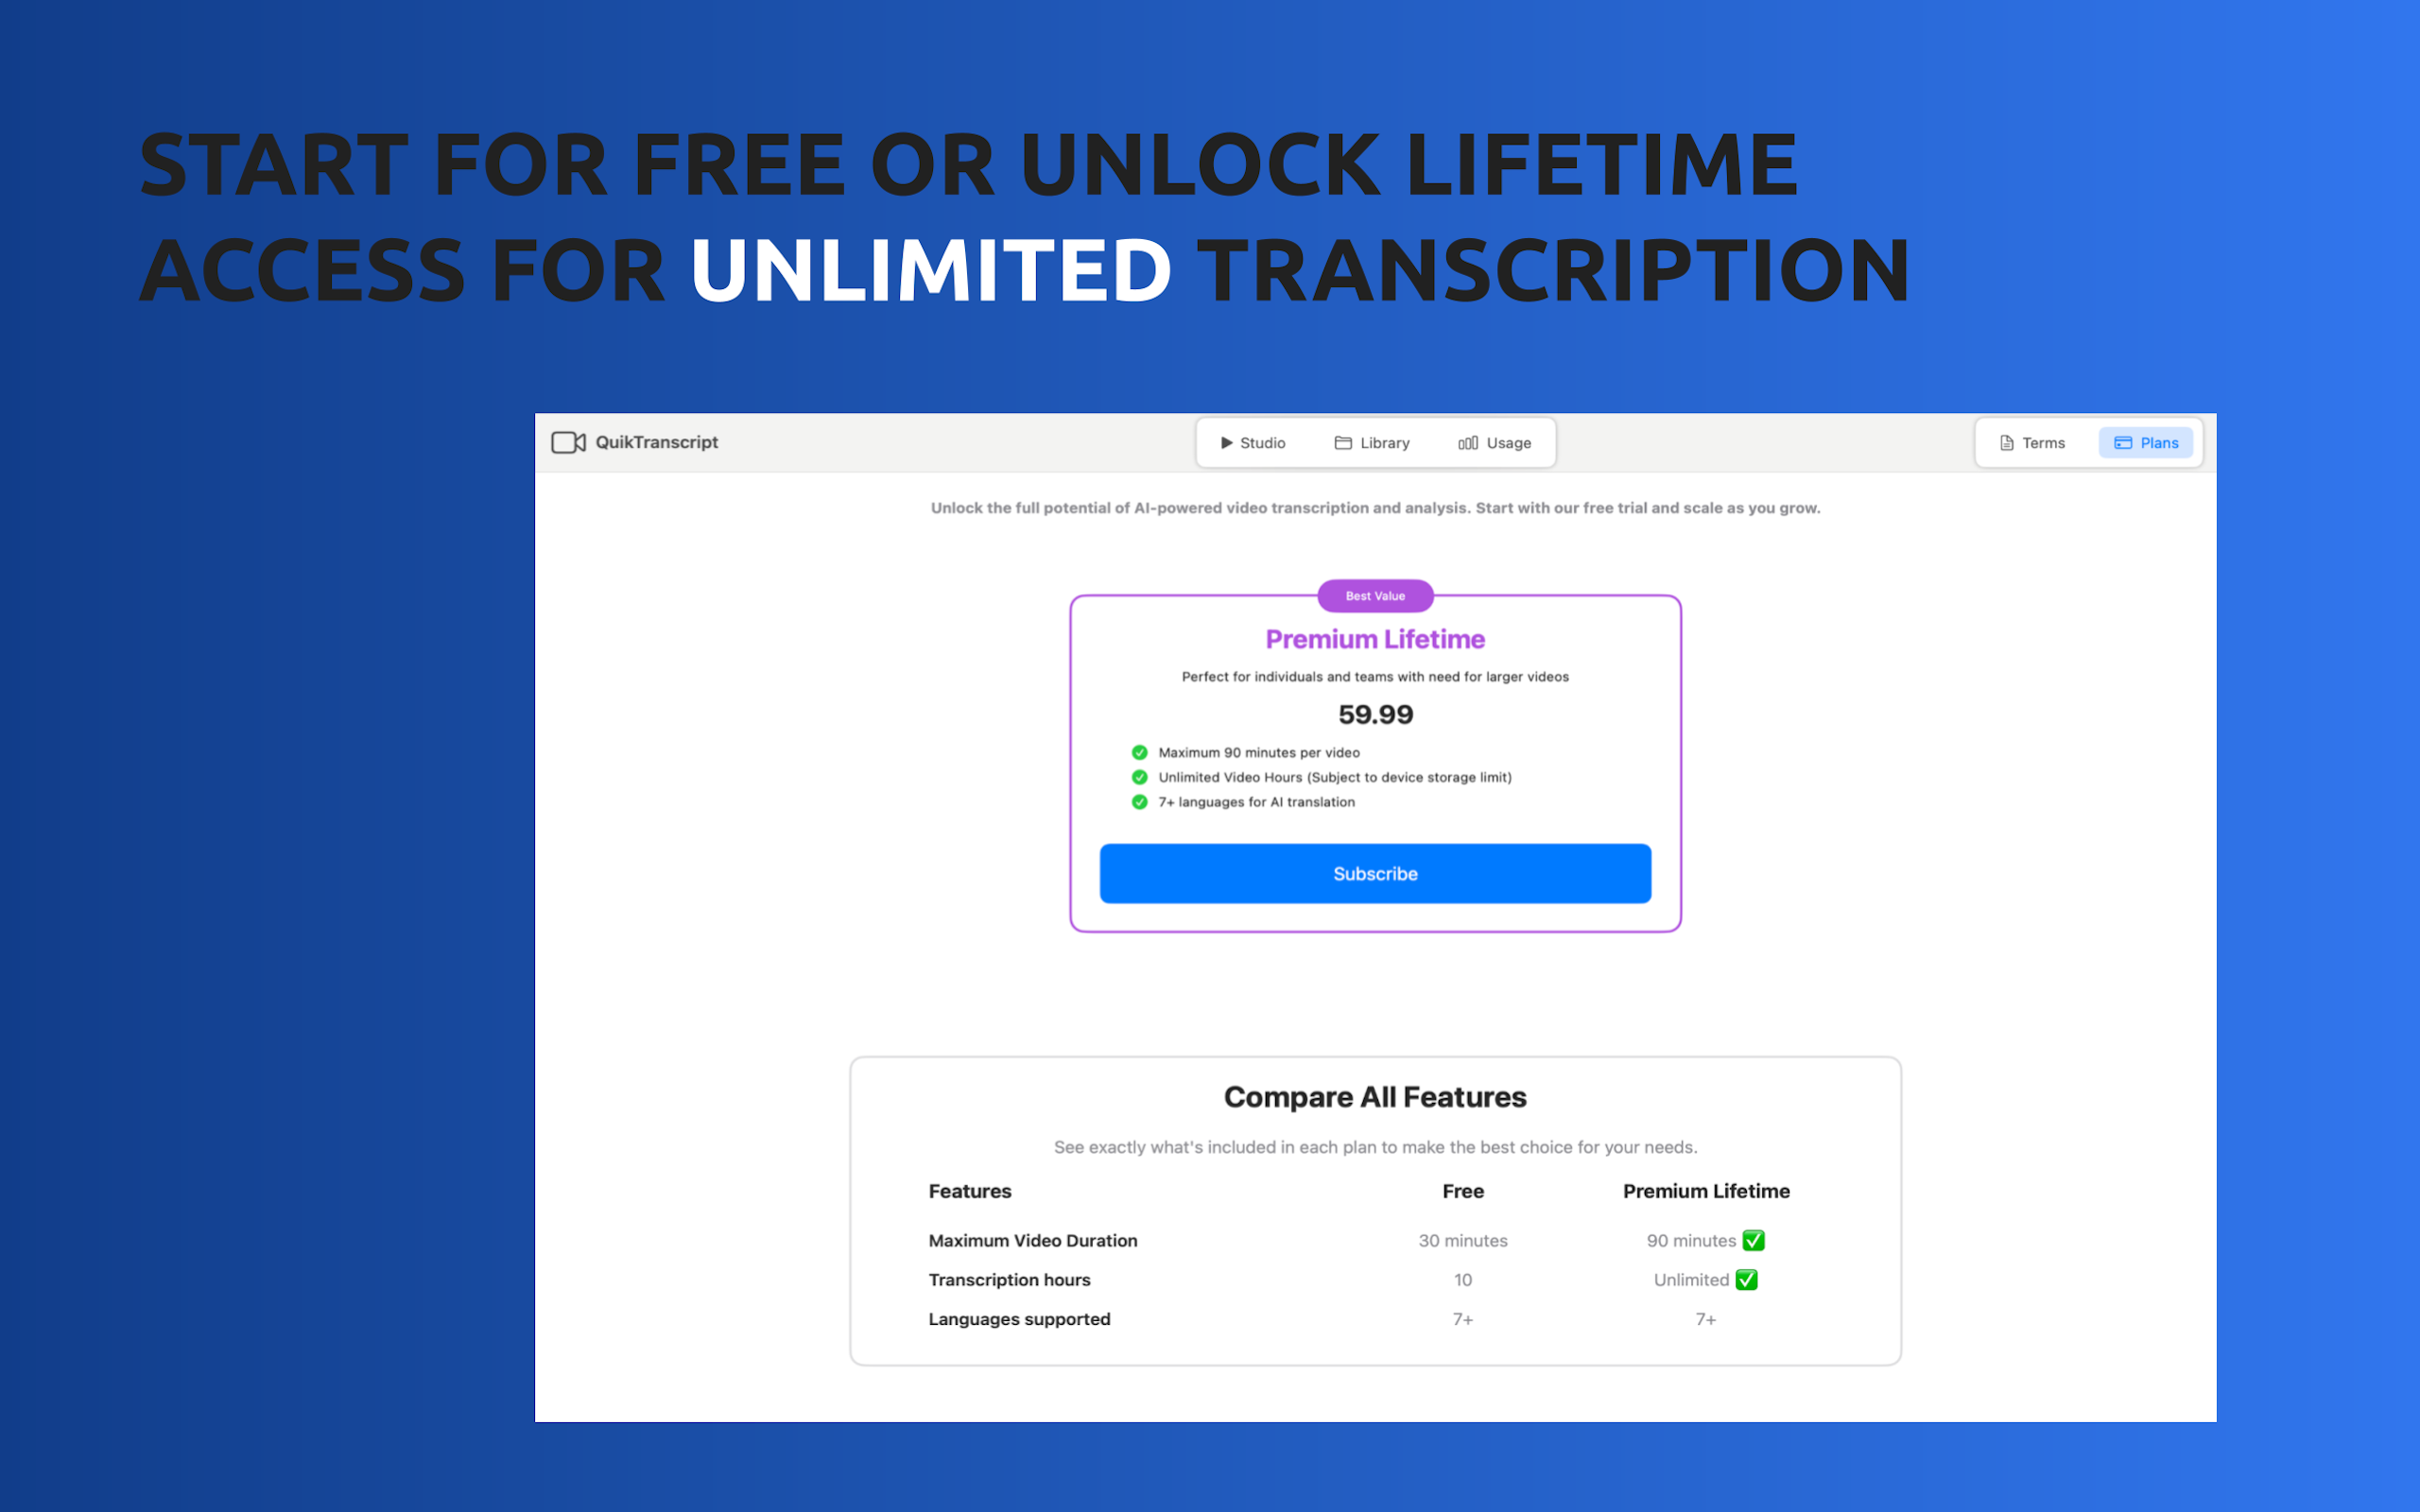 START FOR FREE OR UNLOCK LIFETIME
ACCESS FOR UNLIMITED TRANSCRIPTION
QuikTranscript
Studio
Library
Usage
Terms
Plans
Unlock the full potential of AI-powered video transcription and analysis. Start with our free trial and scale as you grow.
Best Value
Premium Lifetime
Perfect for individuals and teams with need for larger videos
59.99
Maximum 90 minutes per video
Unlimited Video Hours (Subject to device storage limit)
7+ languages for AI translation
Subscribe
Compare All Features
See exactly what's included in each plan to make the best choice for your needs.
Features Free Premium Lifetime
Maximum Video Duration 30 minutes 90 minutes ✅
Transcription hours 10 Unlimited ✅
Languages supported 7+ 7+